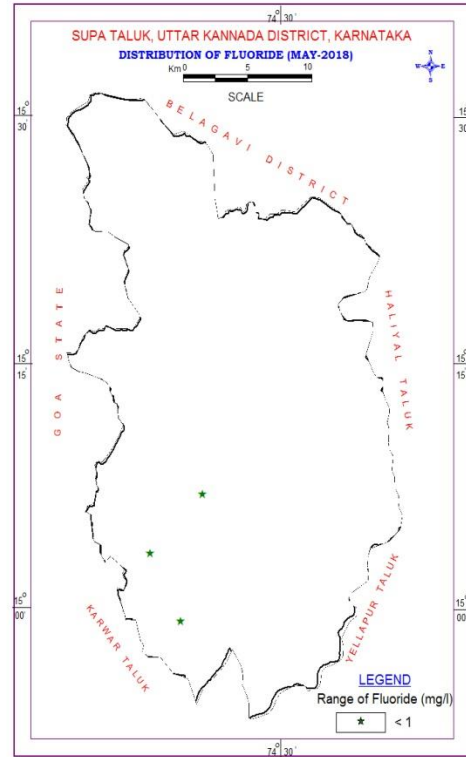 74° 30'
SUPA TALUK, UTTAR KANNADA DISTRICT, KARNATAKA
DISTRIBUTION OF FLUORIDE (MAY-2018)
N
W E
S
Km 5 0 10
SCALE
15° 30'
15° 30'
BELAGAVI DISTRICT
GOA STATE
HALIYAL TALUK
15° 15'
15° 15'
15° 00'
15° 00'
KARWAR TALUK
YELLAPUR TALUK
LEGEND
Range of Fluoride (mg/l)
< 1
74° 30'